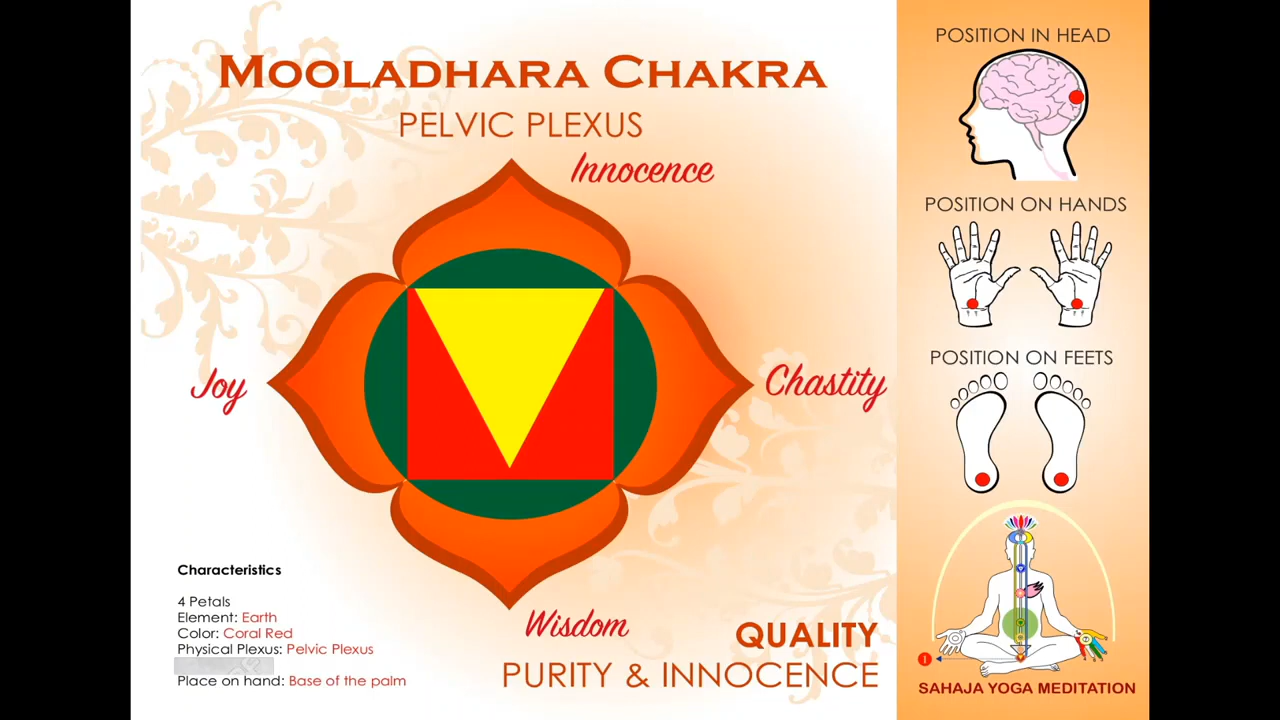 MOOLADHARA CHAKRA
PELVIC PLEXUS
Innocence
Joy
Chastity
Wisdom
Characteristics
4 Petals
Element: Earth
Color: Coral Red
Physical Plexus: Pelvic Plexus
Place on hand: Base of the palm
QUALITY
PURITY & INNOCENCE
POSITION IN HEAD
POSITION ON HANDS
POSITION ON FEETS
1
SAHAJA YOGA MEDITATION